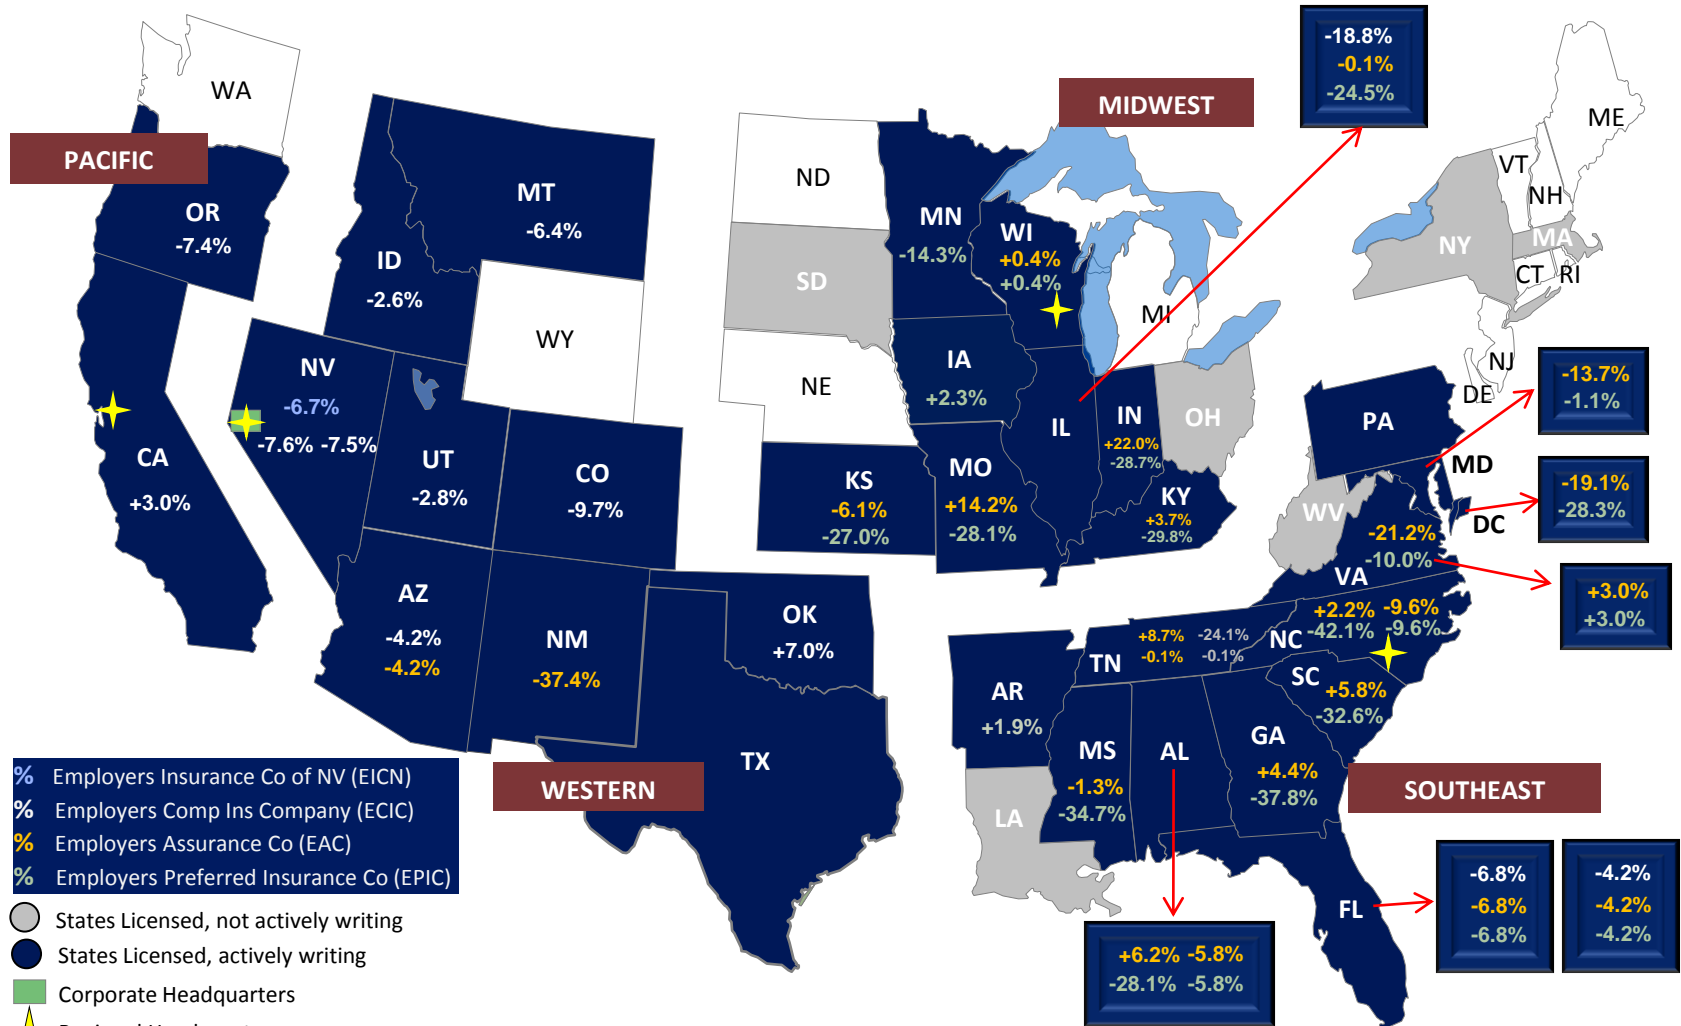 WA
PACIFIC
OR
-7.4%
MT
-6.4%
ID
-2.6%
WY
NV
-6.7%
-7.6% -7.5%
CA
+3.0%
UT
-2.8%
CO
-9.7%
AZ
-4.2%
-4.2%
NM
-37.4%
OK
+7.0%
TX
WESTERN
MIDWEST
ND
SD
NE
MN
-14.3%
WI
+0.4%
+0.4%
MI
IA
+2.3%
IL
-18.8%
-0.1%
-24.5%
IN
+22.0%
-28.7%
OH
KS
-6.1%
-27.0%
MO
+14.2%
-28.1%
KY
+3.7%
-29.8%
ME
VT
NH
NY
MA
CT
RI
NJ
DE
PA
MD
-13.7%
-1.1%
DC
-19.1%
-28.3%
WV
-21.2%
-10.0%
VA
+3.0%
+3.0%
NC
+2.2% -9.6%
-42.1% -9.6%
TN
+8.7% -24.1%
-0.1% -0.1%
SC
+5.8%
-32.6%
AR
+1.9%
MS
-1.3%
-34.7%
AL
GA
+4.4%
-37.8%
LA
SOUTHEAST
FL
-6.8%
-6.8%
-6.8%
-4.2%
-4.2%
-4.2%
+6.2% -5.8%
-28.1% -5.8%
% Employers Insurance Co of NV (EICN)
% Employers Comp Ins Company (ECIC)
% Employers Assurance Co (EAC)
% Employers Preferred Insurance Co (EPIC)
States Licensed, not actively writing
States Licensed, actively writing
Corporate Headquarters